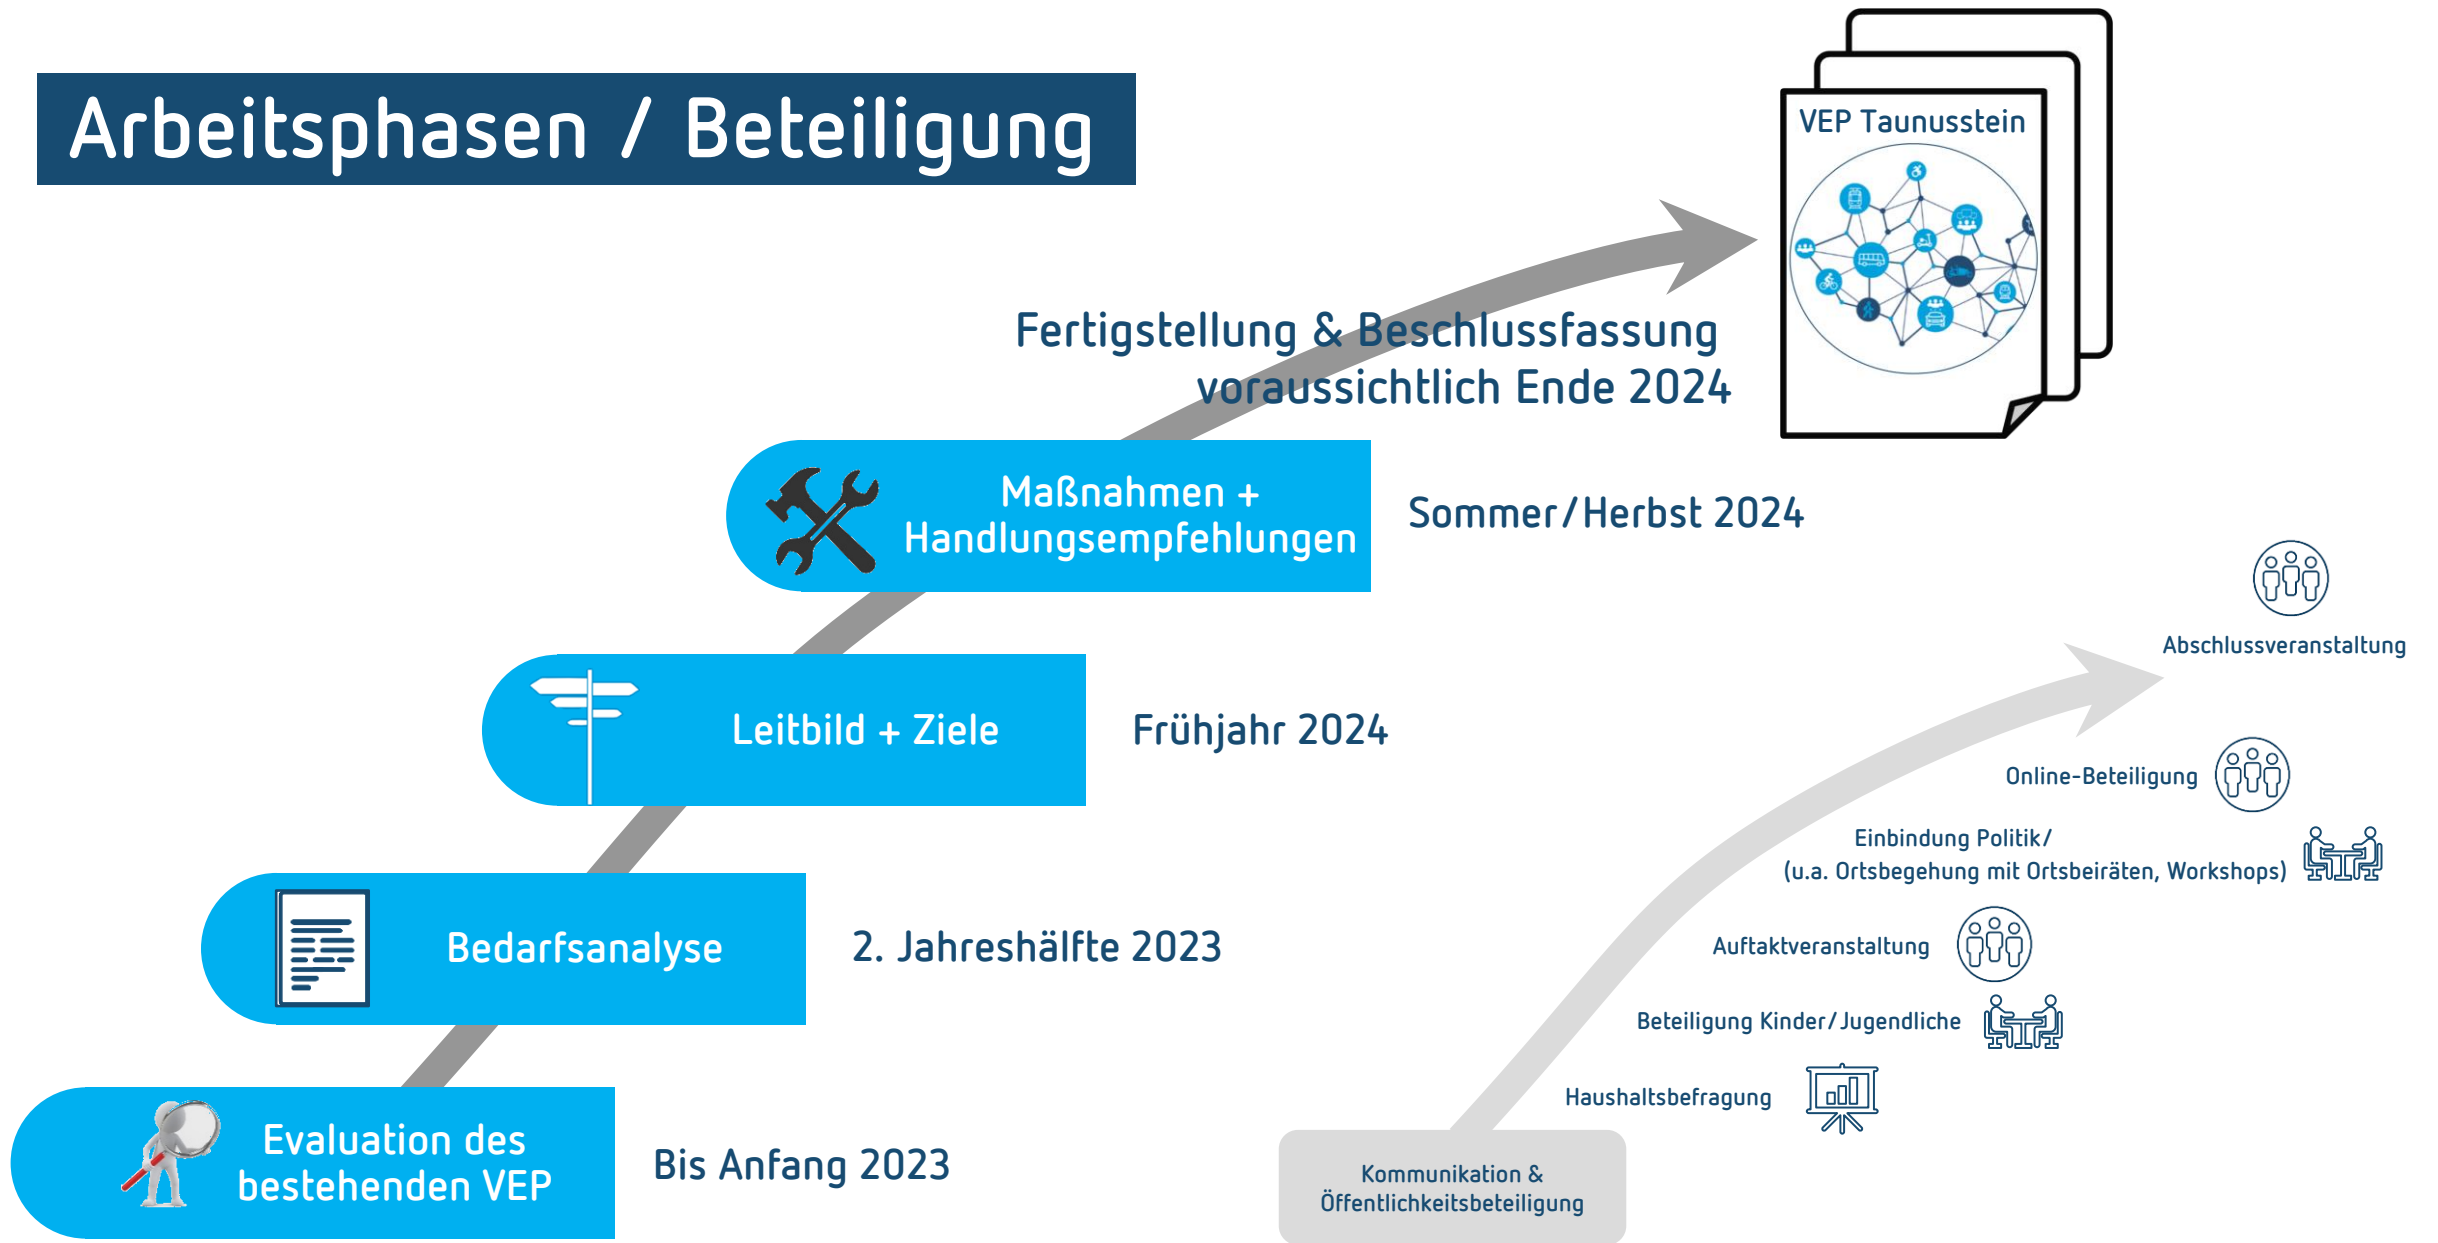 Arbeitsphasen / Beteiligung
VEP Taunusstein
Fertigstellung & Beschlussfassung
voraussichtlich Ende 2024
Maßnahmen +
Handlungsempfehlungen
Sommer/Herbst 2024
Leitbild + Ziele
Frühjahr 2024
Bedarfsanalyse
2. Jahreshälfte 2023
Evaluation des
bestehenden VEP
Bis Anfang 2023
Abschlussveranstaltung
Online-Beteiligung
Einbindung Politik/
(u.a. Ortsbegehung mit Ortsbeiräten, Workshops)
Auftaktveranstaltung
Beteiligung Kinder/Jugendliche
Haushaltsbefragung
Kommunikation &
Öffentlichkeitsbeteiligung